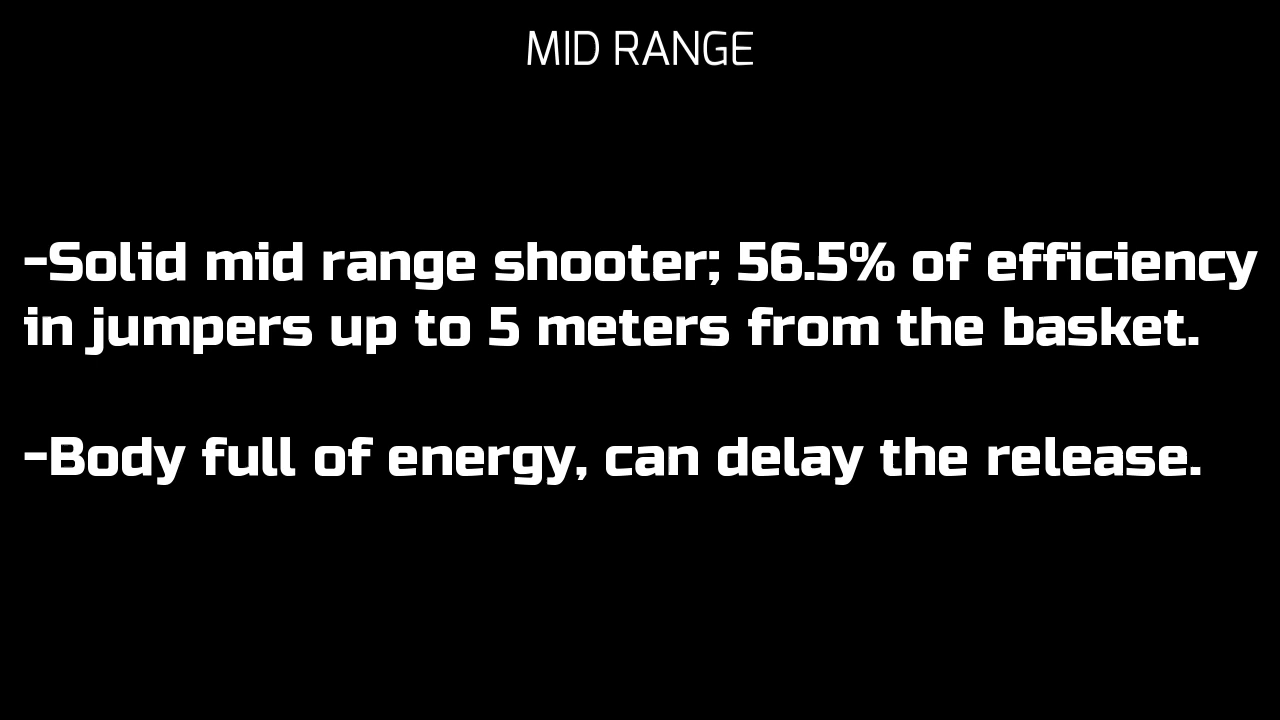 MID RANGE
-Solid mid range shooter; 56.5% of efficiency
in jumpers up to 5 meters from the basket.
-Body full of energy, can delay the release.